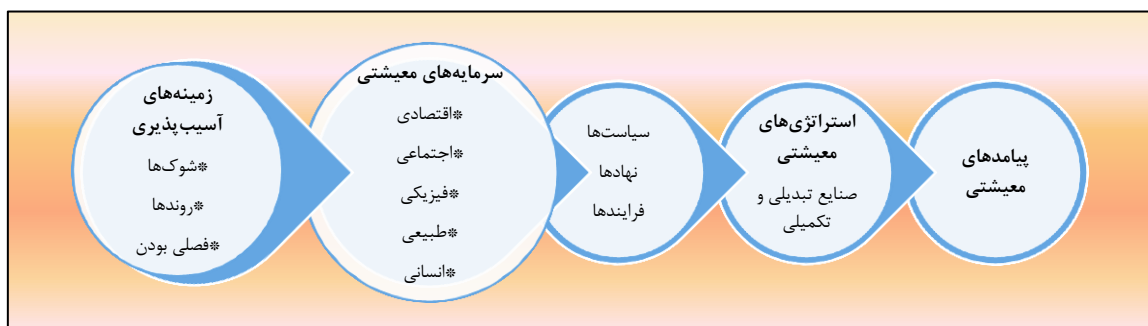 زمینه‌های
آسیب‌پذیری
*شوک‌ها
*روندها
*فصلی بودن
سرمایه‌های معیشتی
*اقتصادی
*اجتماعی
*فیزیکی
*طبیعی
*انسانی
سیاست‌ها
نهادها
فرایندها
استراتژی‌های
معیشتی
صنایع تبدیلی و
تکمیلی
پیامدهای
معیشتی